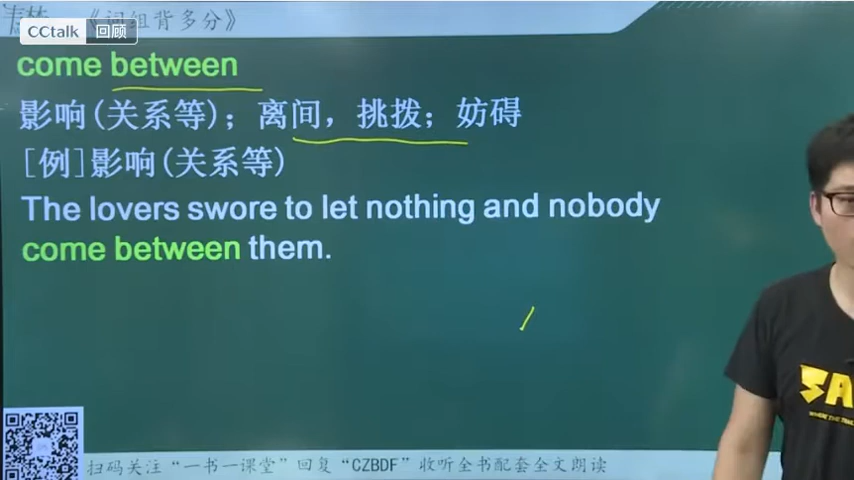 《词组背多分》
CCtalk 回顾
come between
影响(关系等)；离间，挑拨；妨碍
[例]影响(关系等)
The lovers swore to let nothing and nobody
come between them.
扫码关注“一书一课堂”回复“CZBDF”收听全书配套全文朗读